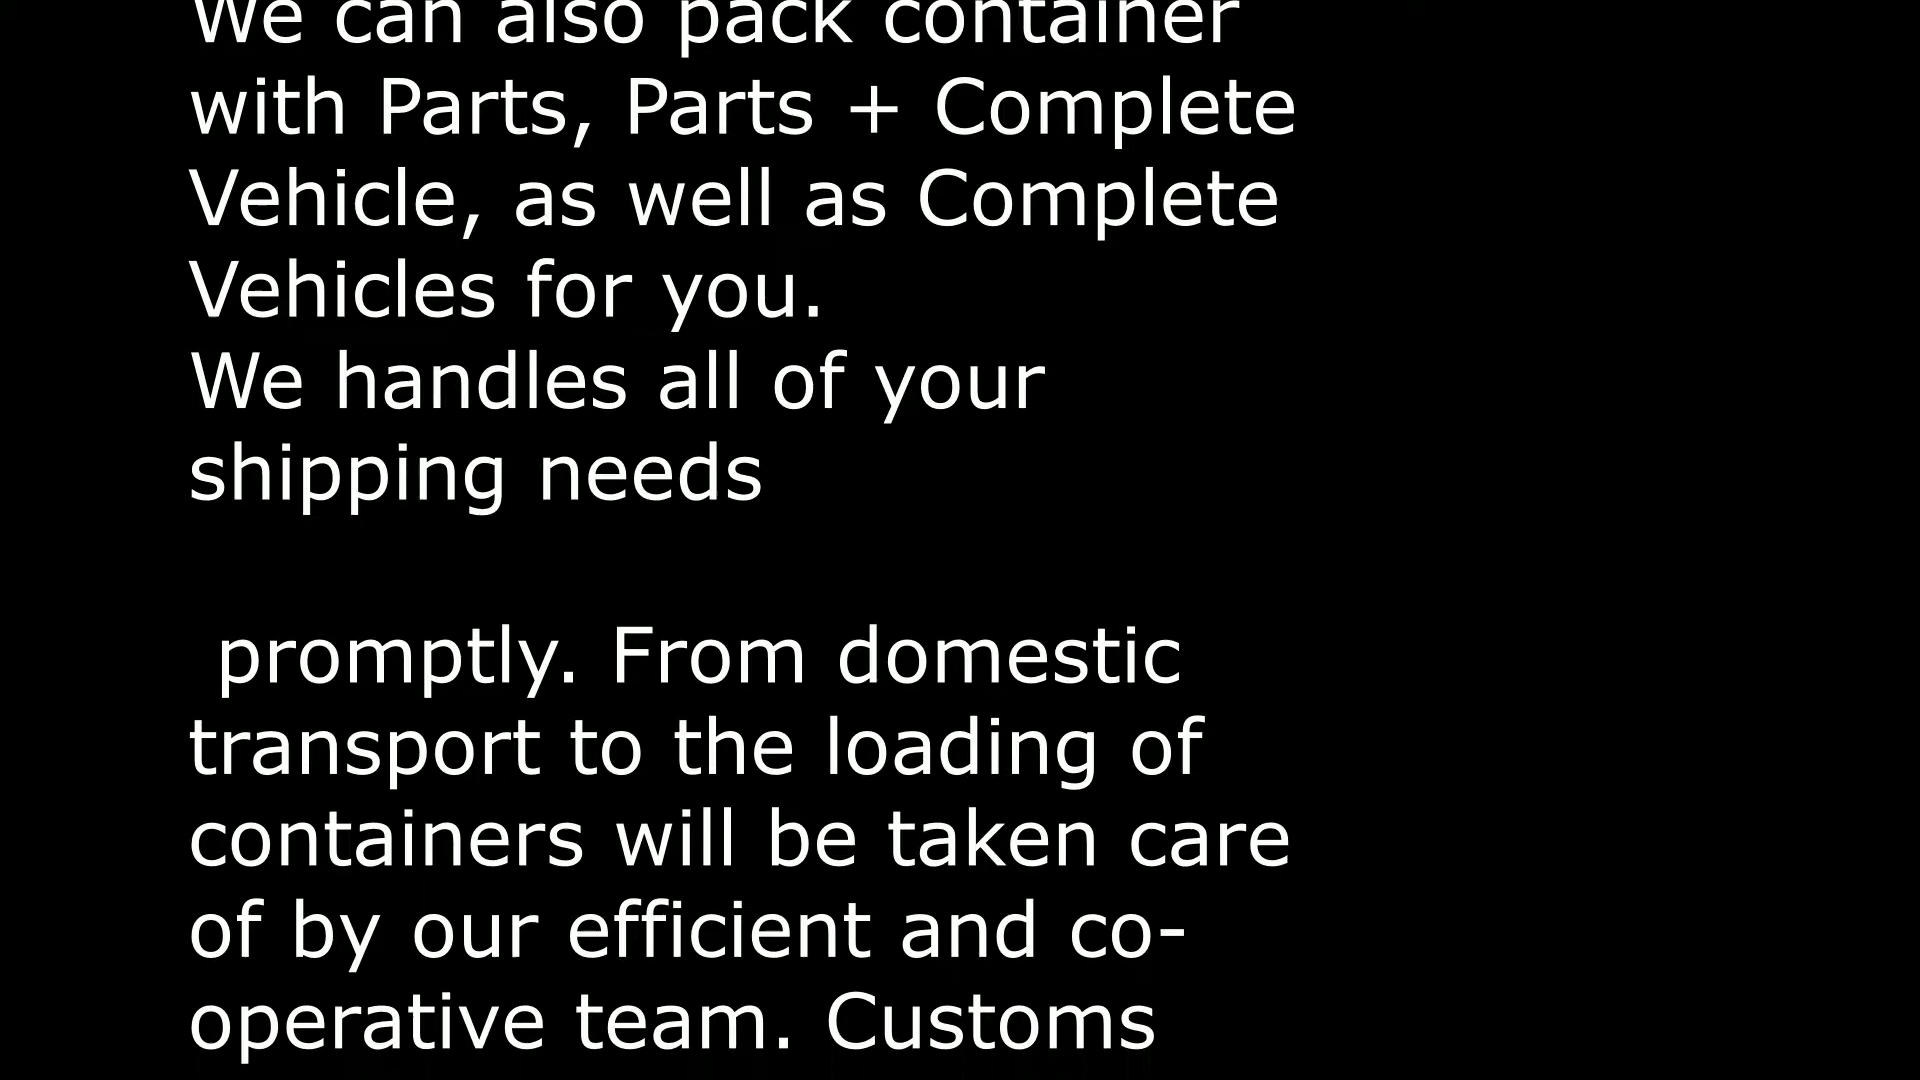 We can also pack container
with Parts, Parts + Complete
Vehicle, as well as Complete
Vehicles for you.
We handles all of your
shipping needs
promptly. From domestic
transport to the loading of
containers will be taken care
of by our efficient and co-
operative team. Customs